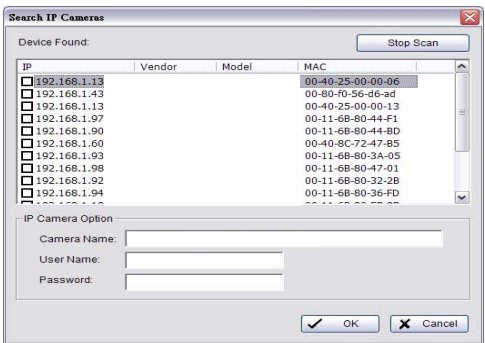 Search IP Cameras
Device Found:
Stop Scan
IP Vendor Model MAC
192.168.1.13 00-40-25-00-00-06
192.168.1.43 00-80-f0-56-d6-ad
192.168.1.13 00-40-25-00-00-13
192.168.1.97 00-11-6B-80-44-F1
192.168.1.90 00-11-6B-80-44-BD
192.168.1.60 00-40-8C-72-47-B5
192.168.1.93 00-11-6B-80-3A-05
192.168.1.98 00-11-6B-80-47-01
192.168.1.92 00-11-6B-80-32-2B
192.168.1.94 00-11-6B-80-36-FD
IP Camera Option
Camera Name:
User Name:
Password:
OK Cancel